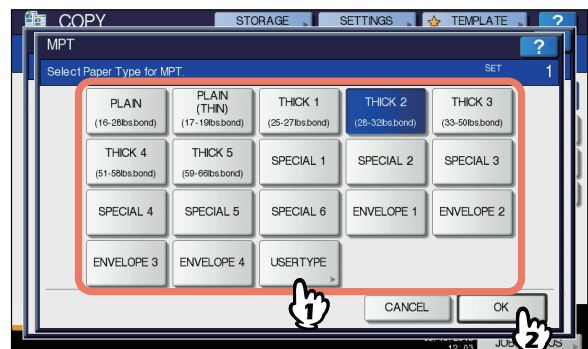 COPY STORAGE SETTINGS TEMPLATE ?
MPT ?
Select Paper Type for MPT. SET 1
PLAIN
(16-28lbs.bond)
PLAIN
(THIN)
(17-19lbs.bond)
THICK 1
(25-27lbs.bond)
THICK 2
(28-32lbs.bond)
THICK 3
(33-50lbs.bond)
THICK 4
(51-58lbs.bond)
THICK 5
(59-66lbs.bond)
SPECIAL 1
SPECIAL 2
SPECIAL 3
SPECIAL 4
SPECIAL 5
SPECIAL 6
ENVELOPE 1
ENVELOPE 2
ENVELOPE 3
ENVELOPE 4
USERTYPE
1
CANCEL
OK
2
12:03